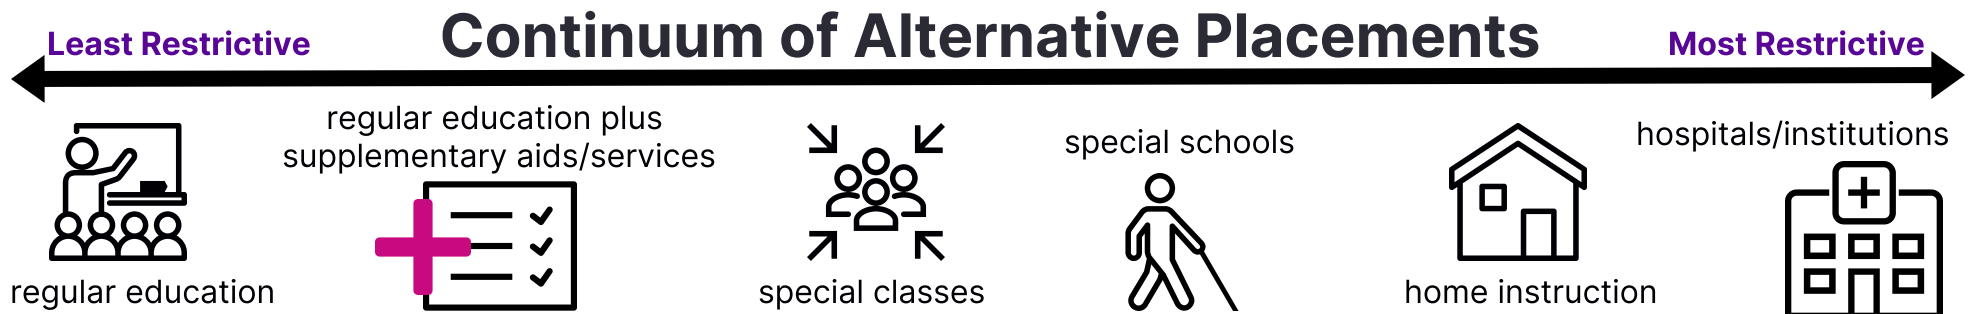 Continuum of Alternative Placements
Least Restrictive
Most Restrictive
regular education
regular education plus
supplementary aids/services
special classes
special schools
home instruction
hospitals/institutions